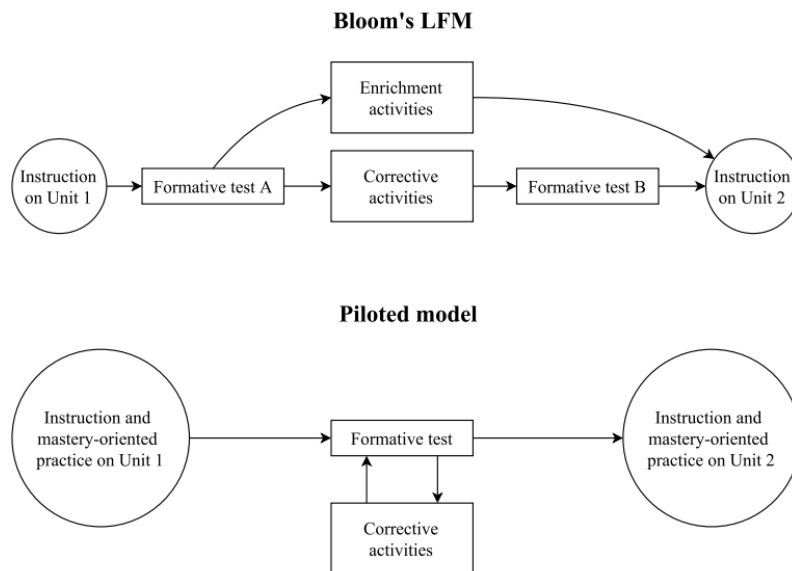 Bloom's LFM
Enrichment
activities
Instruction
on Unit 1
Formative test A
Corrective
activities
Formative test B
Instruction
on Unit 2
Piloted model
Instruction and
mastery-oriented
practice on Unit 1
Formative test
Instruction and
mastery-oriented
practice on Unit 2
Corrective
activities